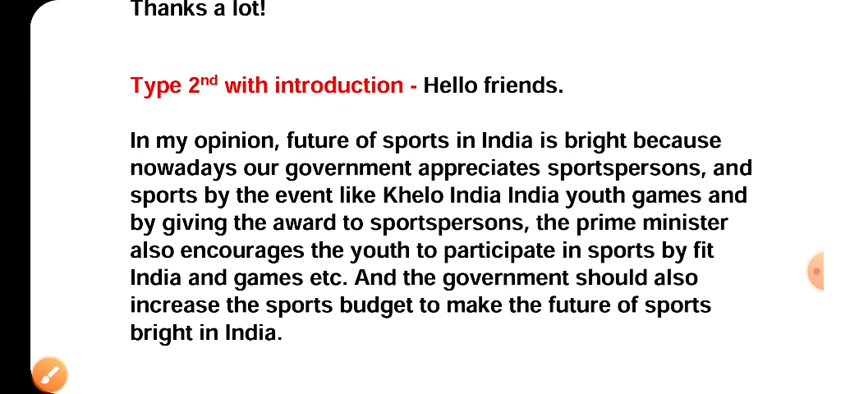 Thanks a lot!
Type 2nd with introduction - Hello friends.
In my opinion, future of sports in India is bright because
nowadays our government appreciates sportspersons, and
sports by the event like Khelo India India youth games and
by giving the award to sportspersons, the prime minister
also encourages the youth to participate in sports by fit
India and games etc. And the government should also
increase the sports budget to make the future of sports
bright in India.